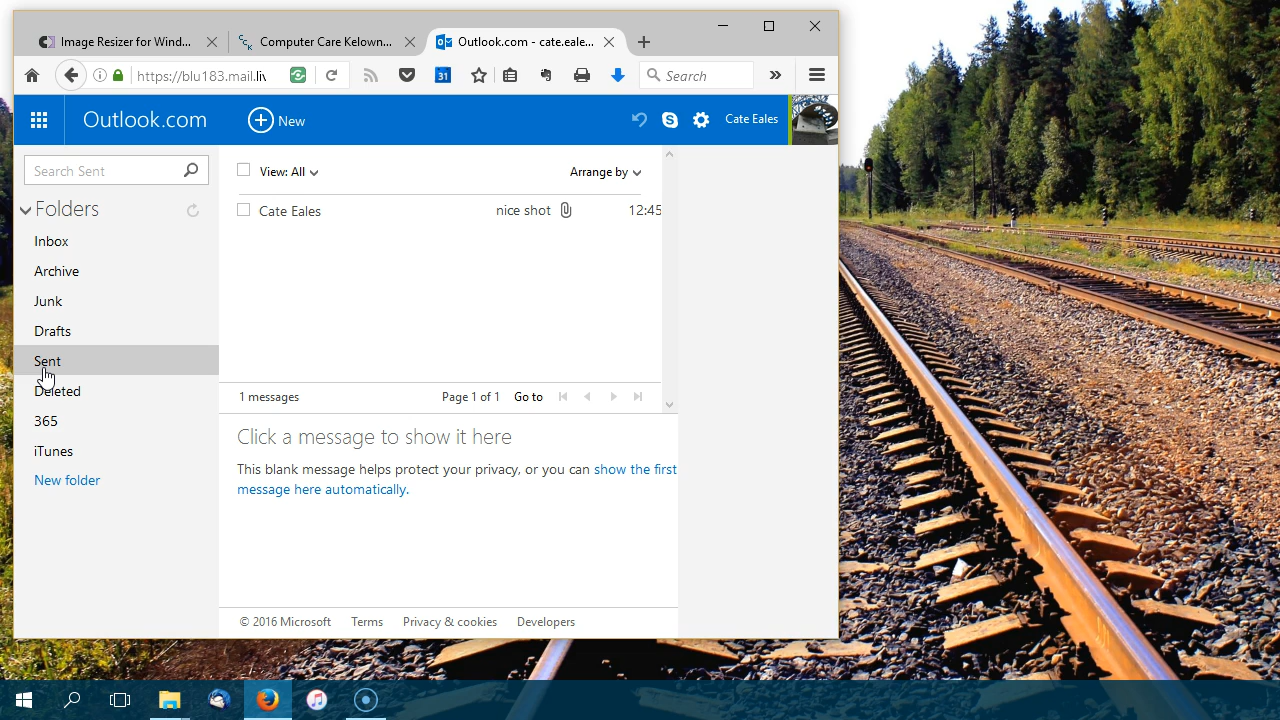 Image Resizer for Wind...
Computer Care Kelown...
Outlook.com - cate.eale...
https://blu183.mail.liv
31
Search
Outlook.com
New
Cate Eales
Search Sent
View: All
Arrange by
Folders
Cate Eales
nice shot
12:45
Inbox
Archive
Junk
Drafts
Sent
Deleted
365
iTunes
New folder
1 messages
Page 1 of 1
Go to
Click a message to show it here
This blank message helps protect your privacy, or you can show the first
message here automatically.
© 2016 Microsoft
Terms
Privacy & cookies
Developers